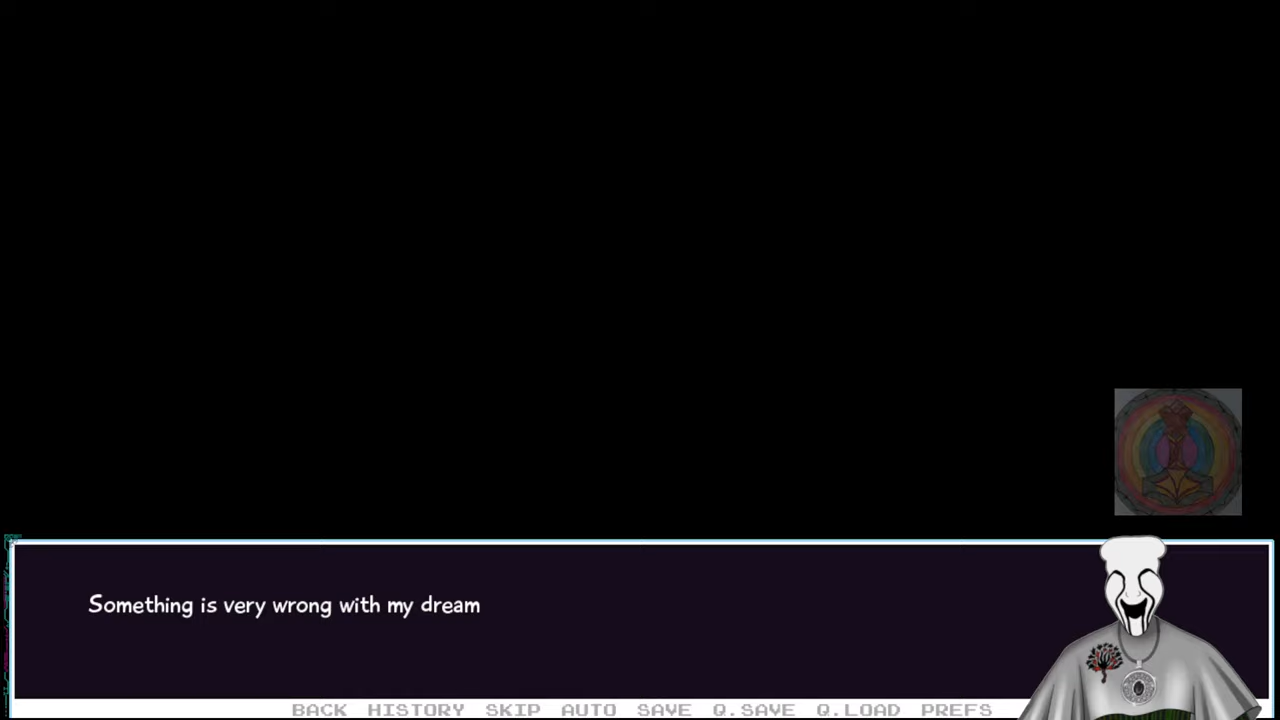 Something is very wrong with my dream
BACK HISTORY SKIP AUTO SAVE Q.SAVE Q.LOAD PREFS